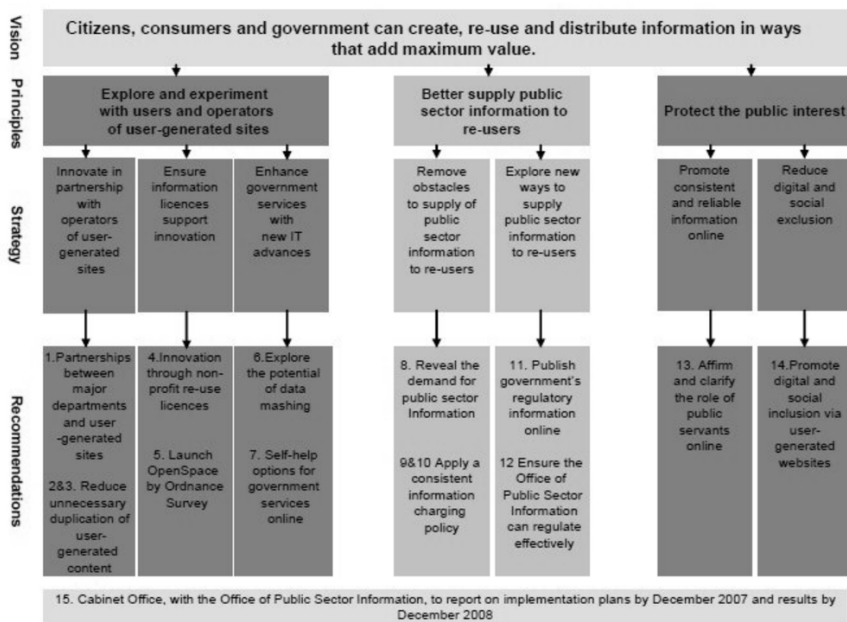 Vision
Citizens, consumers and government can create, re-use and distribute information in ways
that add maximum value.
Principles
Explore and experiment
with users and operators
of user-generated sites
Better supply public
sector information to
re-users
Protect the public interest
Strategy
Innovate in
partnership
with
operators
of user-
generated
sites
Ensure
information
licences
support
innovation
Enhance
government
services
with
new IT
advances
Remove
obstacles
to supply of
public
sector
information
to re-users
Explore new
ways to
supply
public sector
information
to re-users
Promote
consistent
and reliable
information
online
Reduce
digital and
social
exclusion
Recommendations
1.Partnerships
between
major
departments
and user
-generated
sites
2&3. Reduce
unnecessary
duplication of
user-
generated
content
4.Innovation
through non-
profit re-use
licences
5. Launch
OpenSpace
by Ordnance
Survey
6.Explore
the potential
of data
mashing
7. Self-help
options for
government
services
online
8. Reveal the
demand for
public sector
Information
9&10 Apply a
consistent
information
charging
policy
11. Publish
government's
regulatory
information
online
12 Ensure the
Office of
Public Sector
Information
can regulate
effectively
13. Affirm
and clarify
the role of
public
servants
online
14.Promote
digital and
social
inclusion via
user-
generated
websites
15. Cabinet Office, with the Office of Public Sector Information, to report on implementation plans by December 2007 and results by
December 2008